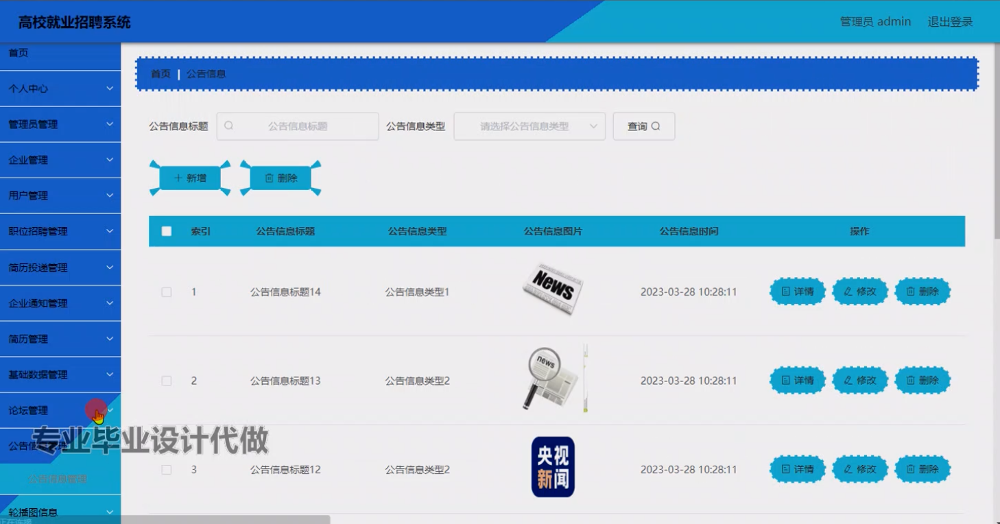 高校就业招聘系统
管理员 admin 退出登录
首页
个人中心
管理员管理
企业管理
用户管理
职位招聘管理
简历投递管理
企业通知管理
简历管理
基础数据管理
论坛管理
公告信
公告信息管理
轮播图信息
正在连接
专业毕业设计代做
首页 | 公告信息
公告信息标题 公告信息标题 公告信息类型 请选择公告信息类型 查询
新增 删除
索引 公告信息标题 公告信息类型 公告信息图片 公告信息时间 操作
1 公告信息标题14 公告信息类型1 News 2023-03-28 10:28:11 详情 修改 删除
2 公告信息标题13 公告信息类型2 news 2023-03-28 10:28:11 详情 修改 删除
3 公告信息标题12 公告信息类型2 央视新闻 2023-03-28 10:28:11 详情 修改 删除